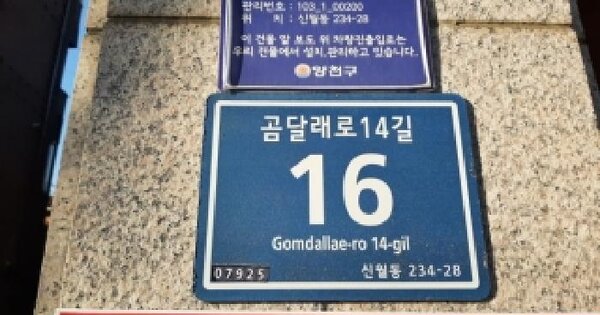 관리번호 : 103_1_00200
위 치 : 신월동 234-28
이 건물 앞 보도 위 차량진출입로는
우리 건물에서 설치,관리하고 있습니다.
양천구
곰달래로14길
16
Gomdallae-ro 14-gil
07925
신월동 234-28